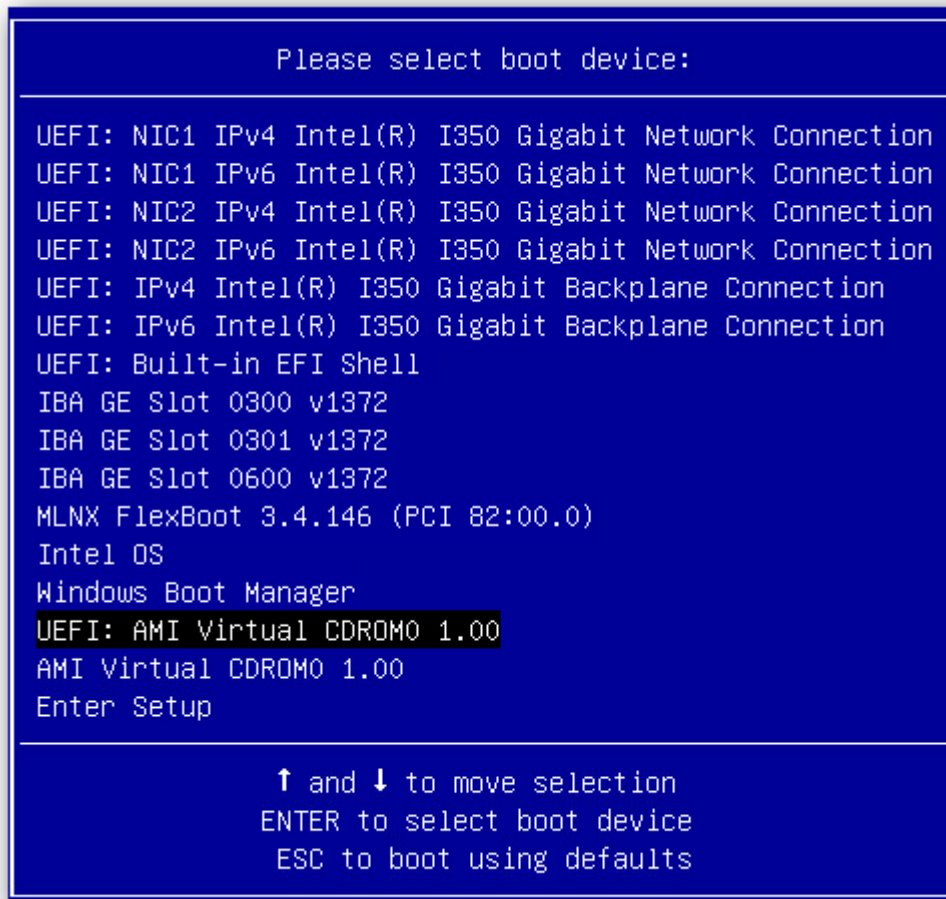 Please select boot device:
UEFI: NIC1 IPv4 Intel(R) I350 Gigabit Network Connection
UEFI: NIC1 IPv6 Intel(R) I350 Gigabit Network Connection
UEFI: NIC2 IPv4 Intel(R) I350 Gigabit Network Connection
UEFI: NIC2 IPv6 Intel(R) I350 Gigabit Network Connection
UEFI: IPv4 Intel(R) I350 Gigabit Backplane Connection
UEFI: IPv6 Intel(R) I350 Gigabit Backplane Connection
UEFI: Built-in EFI Shell
IBA GE Slot 0300 v1372
IBA GE Slot 0301 v1372
IBA GE Slot 0600 v1372
MLNX FlexBoot 3.4.146 (PCI 82:00.0)
Intel OS
Windows Boot Manager
UEFI: AMI Virtual CDROM0 1.00
AMI Virtual CDROM0 1.00
Enter Setup
↑ and ↓ to move selection
ENTER to select boot device
ESC to boot using defaults